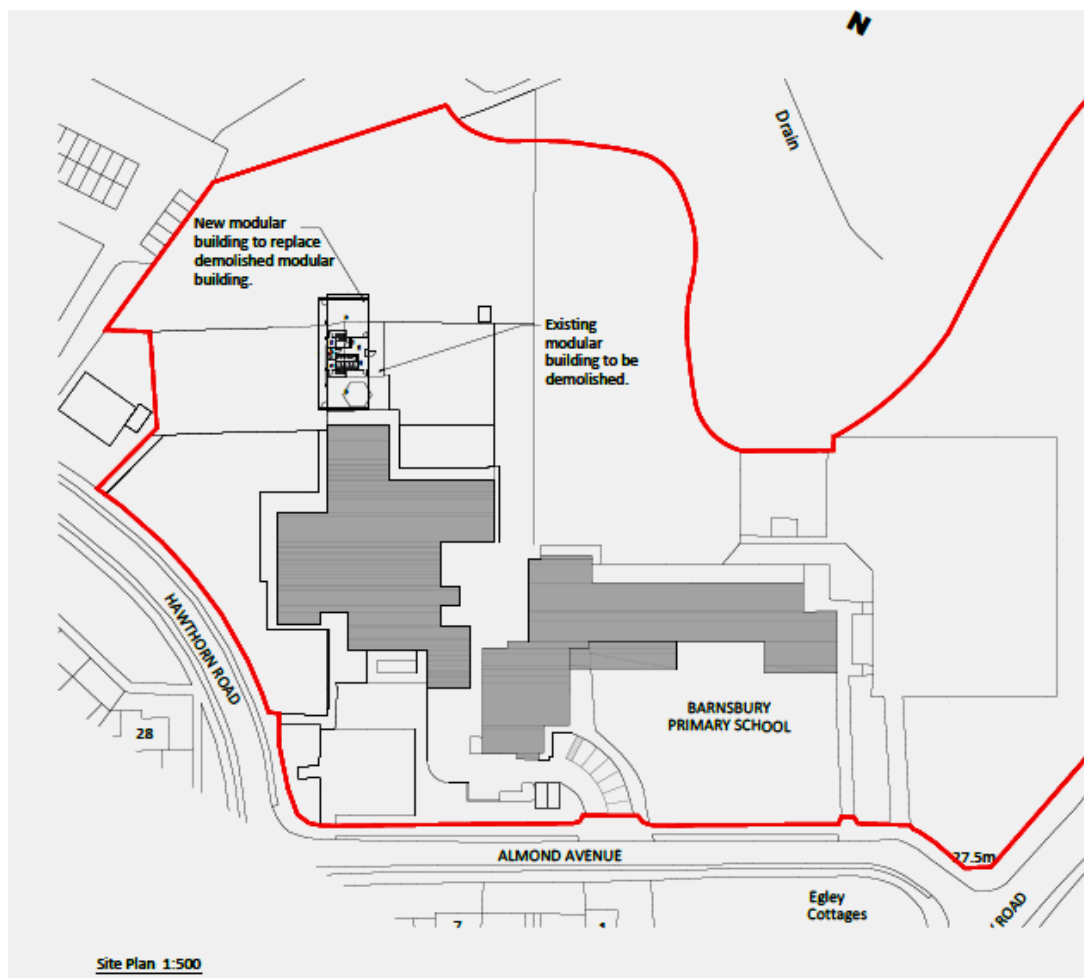 N
Drain
New modular
building to replace
demolished modular
building.
Existing
modular
building to be
demolished.
HAWTHORN ROAD
28
BARNSBURY
PRIMARY SCHOOL
ALMOND AVENUE
27.5m
Egley
Cottages
ROAD
7
1
Site Plan 1:500